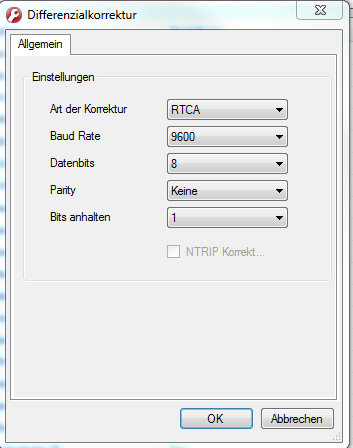 Differenzialkorrektur
Allgemein
Einstellungen
Art der Korrektur RTCA
Baud Rate 9600
Datenbits 8
Parity Keine
Bits anhalten 1
NTRIP Korrekt...
OK Abbrechen